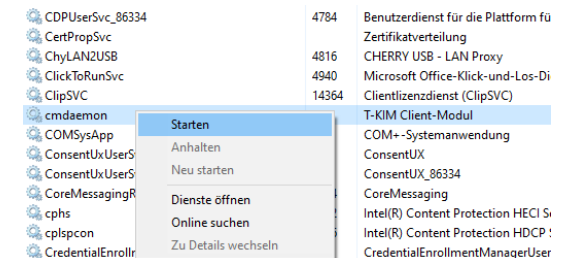 CDPUserSvc_86334 4784 Benutzerdienst für die Plattform fü
CertPropSvc Zertifikatverteilung
ChyLAN2USB 4816 CHERRY USB - LAN Proxy
ClickToRunSvc 4940 Microsoft Office-Klick-und-Los-Di
ClipSVC 14364 Clientlizenzdienst (ClipSVC)
cmdaemon T-KIM Client-Modul
Starten
COMSysApp COM+-Systemanwendung
Anhalten
ConsentUxUserS ConsentUX
Neu starten
ConsentUxUserS ConsentUX_86334
CoreMessagingR CoreMessaging
Dienste öffnen
cphs Intel(R) Content Protection HECI Se
Online suchen
cplspcon Intel(R) Content Protection HDCP
Zu Details wechseln
CredentialEnrollr CredentialEnrollmentManagerUser